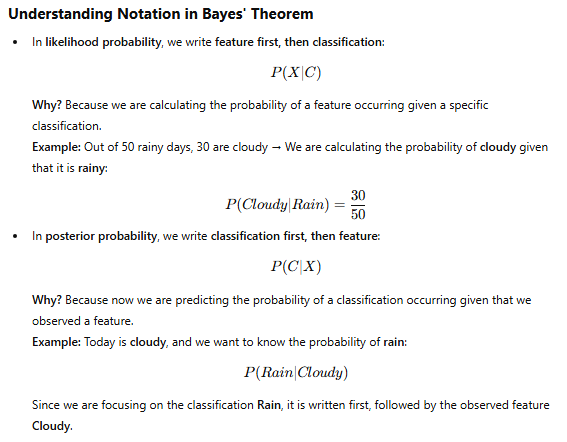 Understanding Notation in Bayes' Theorem
• In likelihood probability, we write feature first, then classification:
P(X|C)
Why? Because we are calculating the probability of a feature occurring given a specific
classification.
Example: Out of 50 rainy days, 30 are cloudy → We are calculating the probability of cloudy given
that it is rainy:
P(Cloudy|Rain) = 30/50
• In posterior probability, we write classification first, then feature:
P(C|X)
Why? Because now we are predicting the probability of a classification occurring given that we
observed a feature.
Example: Today is cloudy, and we want to know the probability of rain:
P(Rain|Cloudy)
Since we are focusing on the classification Rain, it is written first, followed by the observed feature
Cloudy.